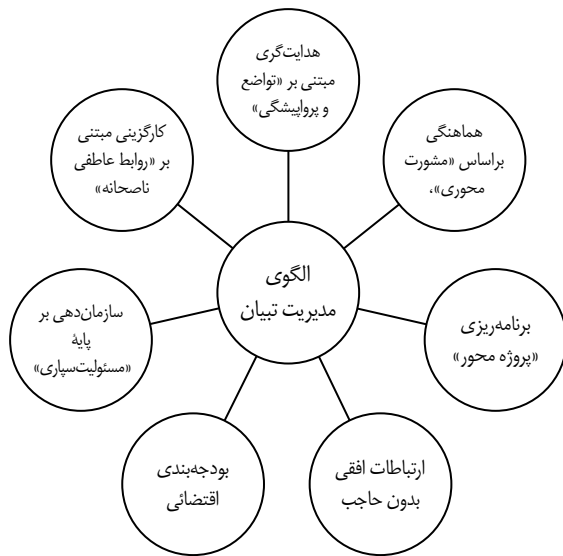 هدایت‌گری
مبتنی بر «تواضع
و پرواپیشگی»
هماهنگی
براساس «مشورت
محوری»،
کارگزینی مبتنی
بر «روابط عاطفی
ناصحانه»
الگوی
مدیریت تبیان
برنامه‌ریزی
«پروژه محور»
سازمان‌دهی بر
پایهٔ
«مسئولیت‌سپاری»
ارتباطات افقی
بدون حاجب
بودجه‌بندی
اقتضائی